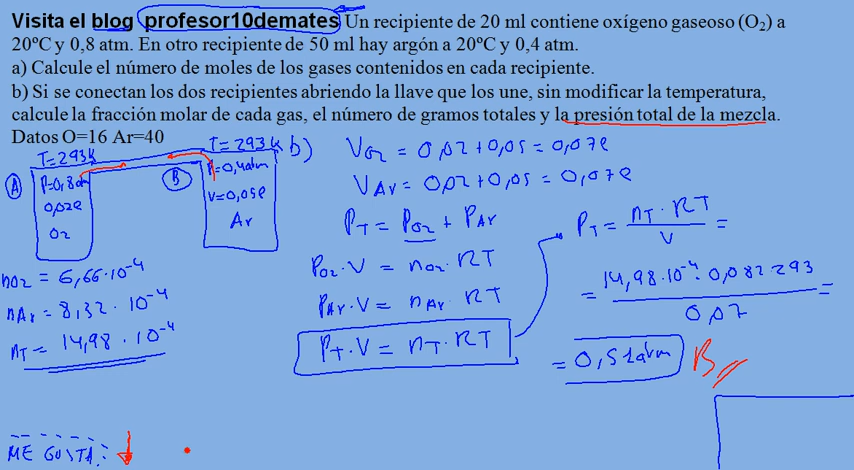 Visita el blog profesor10demates Un recipiente de 20 ml contiene oxígeno gaseoso (O₂) a
20ºC y 0,8 atm. En otro recipiente de 50 ml hay argón a 20ºC y 0,4 atm.
a) Calcule el número de moles de los gases contenidos en cada recipiente.
b) Si se conectan los dos recipientes abriendo la llave que los une, sin modificar la temperatura,
calcule la fracción molar de cada gas, el número de gramos totales y la presión total de la mezcla.
Datos O=16 Ar=40
T=293K
A
P=0,8atm
0,02l
O2
T=293K
B
P=0,4atm
V=0,05l
Ar
nO2 = 6,66·10⁻⁴
nAr = 8,32·10⁻⁴
nT = 14,98·10⁻⁴
b) VO2 = 0,02+0,05 = 0,07l
VAr = 0,02+0,05 = 0,07l
PT = PO2 + PAr
PO2·V = nO2·RT
PAr·V = nAr·RT
PT·V = nT·RT
PT = nT·RT / V =
= 14,98·10⁻⁴·0,082 293 / 0,07 =
= 0,51atm
ME GUSTA: